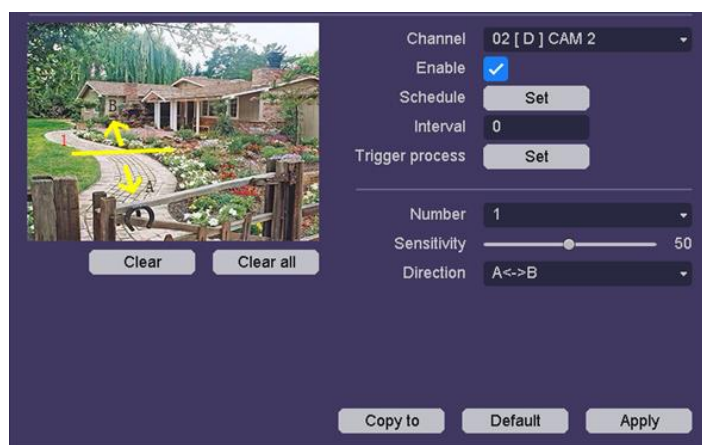 Channel 02 [ D ] CAM 2
Enable
Schedule Set
Interval 0
Trigger process Set
B
1
A
Number 1
Sensitivity 50
Direction A<->B
Clear Clear all
Copy to Default Apply